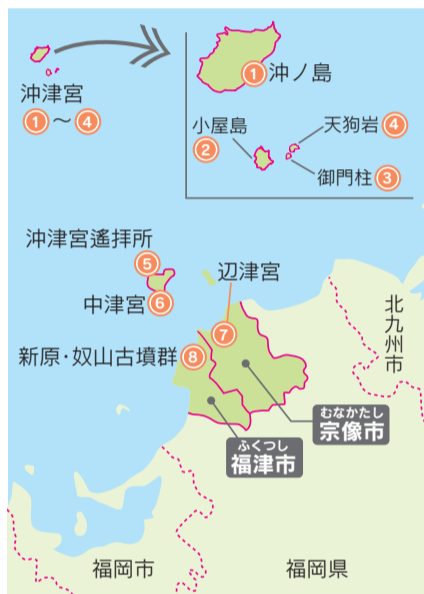 沖津宮
①～④
①沖ノ島
小屋島
②
天狗岩④
御門柱③
沖津宮遙拝所
⑤
中津宮⑥
辺津宮
⑦
新原・奴山古墳群⑧
北九州市
むなかたし
宗像市
ふくつし
福津市
福岡市
福岡県